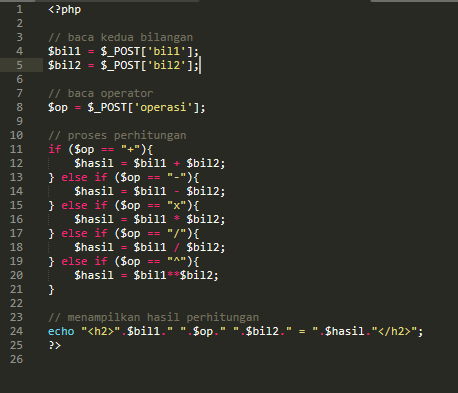 1 <?php
2
3 // baca kedua bilangan
4 $bil1 = $_POST['bil1'];
5 $bil2 = $_POST['bil2'];
6
7 // baca operator
8 $op = $_POST['operasi'];
9
10 // proses perhitungan
11 if ($op == "+"){
12     $hasil = $bil1 + $bil2;
13 } else if ($op == "-"){
14     $hasil = $bil1 - $bil2;
15 } else if ($op == "x"){
16     $hasil = $bil1 * $bil2;
17 } else if ($op == "/"){
18     $hasil = $bil1 / $bil2;
19 } else if ($op == "^"){
20     $hasil = $bil1**$bil2;
21 }
22
23 // menampilkan hasil perhitungan
24 echo "<h2>".$bil1." ".$op." ".$bil2." = ".$hasil."</h2>";
25 ?>
26